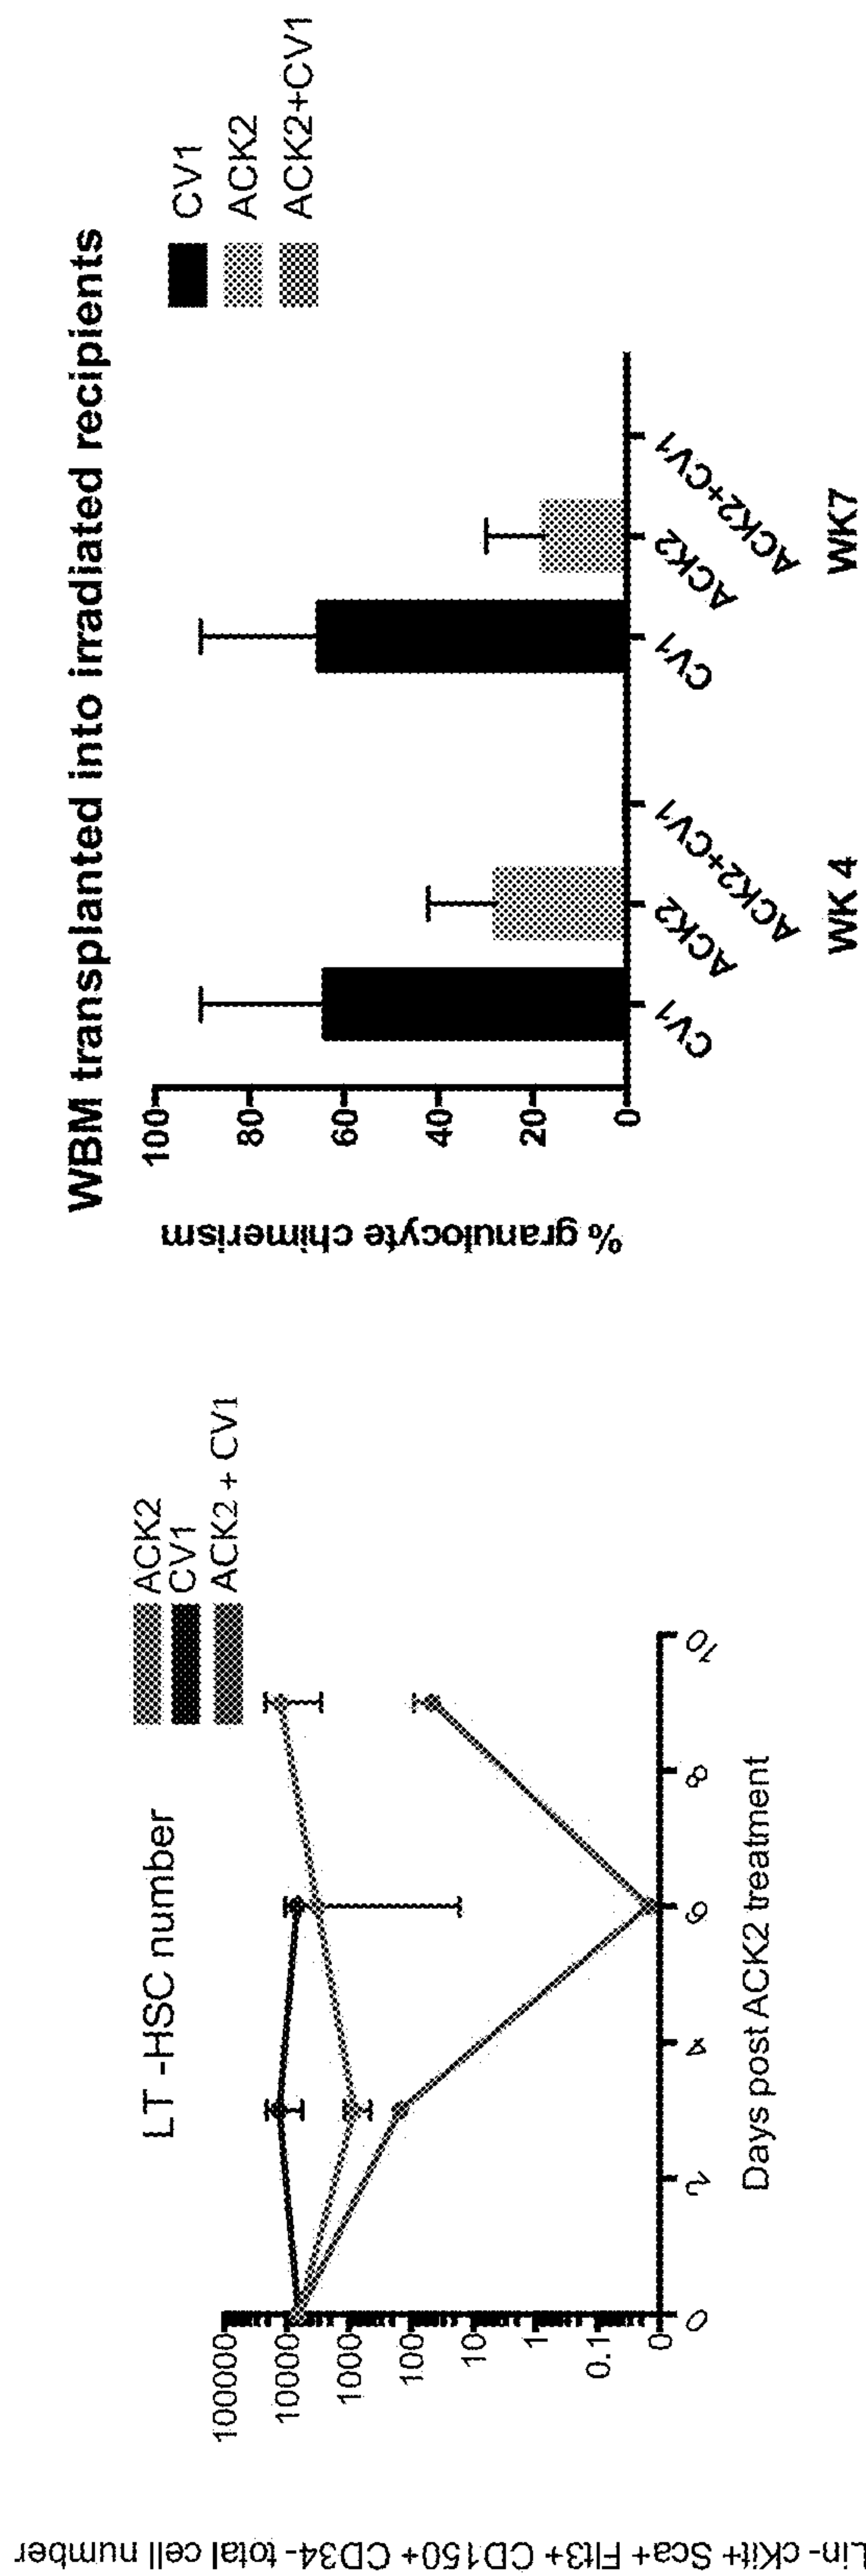 LT -HSC number
ACK2
CV1
ACK2 + CV1
Lin- cKit+ Sca+ Flt3+ CD150+ CD34- total cell number
100000
10000
1000
100
10
1
0.1
0
0 2 4 6 8 10
Days post ACK2 treatment
WBM transplanted into irradiated recipients
CV1
ACK2
ACK2+CV1
% granulocyte chimerism
100
80
60
40
20
0
CV1 ACK2 ACK2+CV1 CV1 ACK2 ACK2+CV1
WK 4 WK7